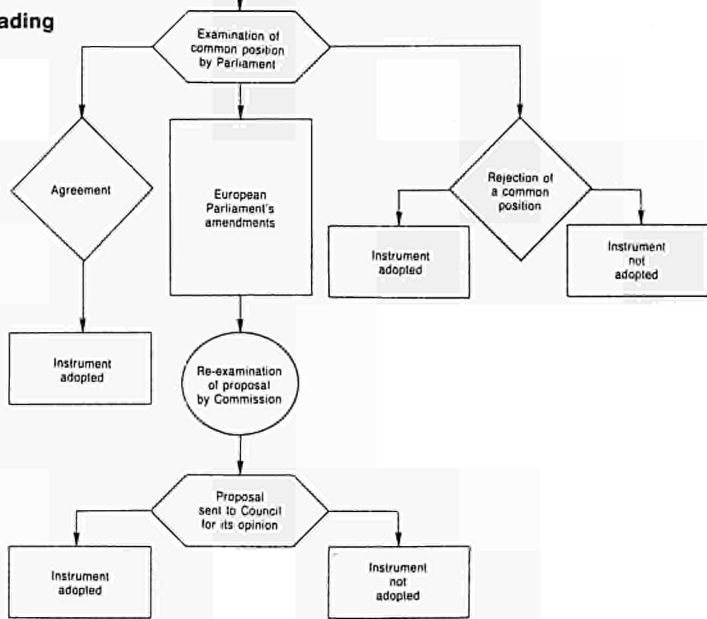 ading
Examination of
common position
by Parliament
Agreement
European
Parliament's
amendments
Rejection of
a common
position
Instrument
adopted
Instrument
not
adopted
Instrument
adopted
Re-examination
of proposal
by Commission
Proposal
sent to Council
for its opinion
Instrument
adopted
Instrument
not
adopted